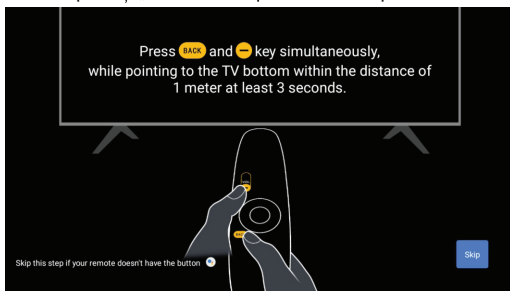 Press BACK and − key simultaneously,
while pointing to the TV bottom within the distance of
1 meter at least 3 seconds.
Skip this step if your remote doesn't have the button
Skip